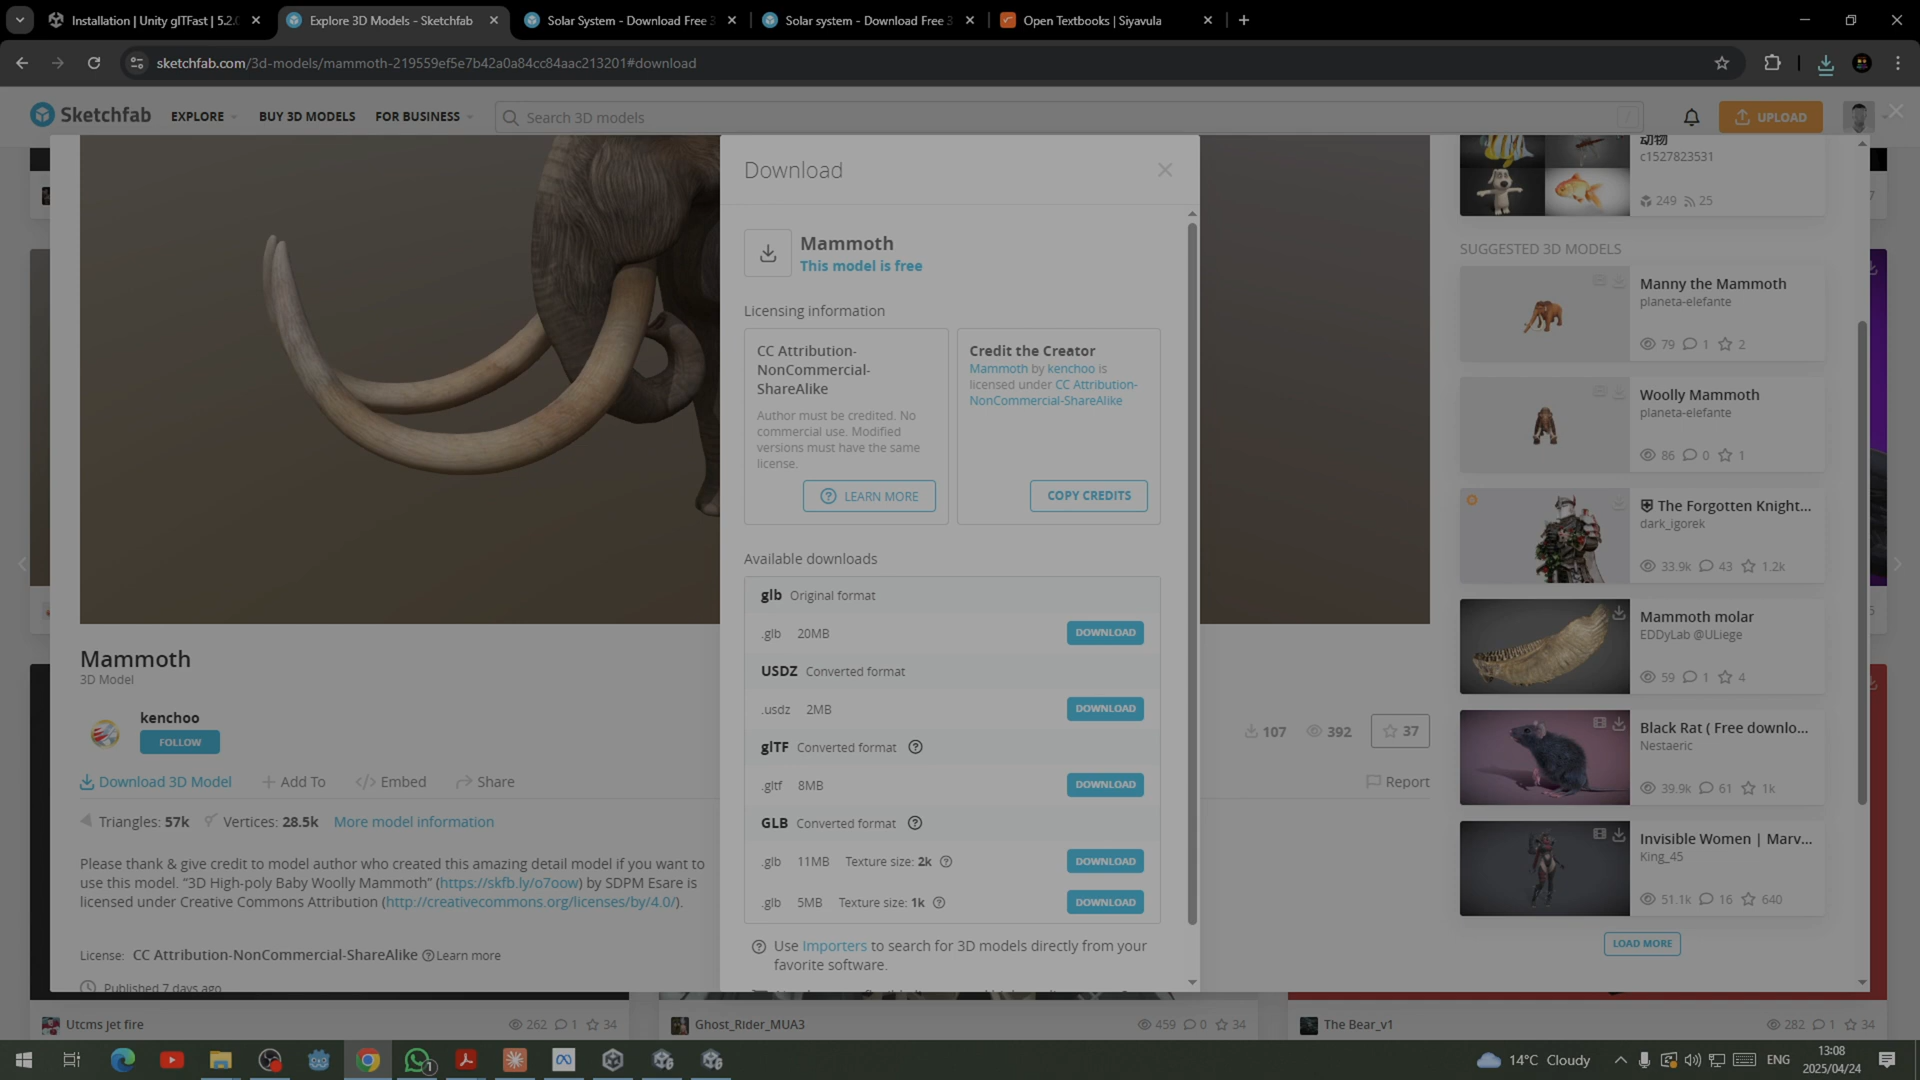 Installation | Unity glTFast | 5.2.0
Explore 3D Models - Sketchfab
Solar System - Download Free 3
Solar system - Download Free 3
Open Textbooks | Siyavula
sketchfab.com/3d-models/mammoth-219559ef5e7b42a0a84cc84aac213201#download
Sketchfab
EXPLORE
BUY 3D MODELS
FOR BUSINESS
Search 3D models
/
UPLOAD
Download
Mammoth
This model is free
Licensing information
CC Attribution-
NonCommercial-
ShareAlike
Author must be credited. No
commercial use. Modified
versions must have the same
license.
LEARN MORE
Credit the Creator
Mammoth by kenchoo is
licensed under CC Attribution-
NonCommercial-ShareAlike
COPY CREDITS
Available downloads
glb Original format
.glb 20MB DOWNLOAD
USDZ Converted format
.usdz 2MB DOWNLOAD
glTF Converted format
.gltf 8MB DOWNLOAD
GLB Converted format
.glb 11MB Texture size: 2k DOWNLOAD
.glb 5MB Texture size: 1k DOWNLOAD
Use Importers to search for 3D models directly from your
favorite software.
Mammoth
3D Model
kenchoo
FOLLOW
107 392 37
Download 3D Model
Add To
Embed
Share
Report
Triangles: 57k Vertices: 28.5k More model information
Please thank & give credit to model author who created this amazing detail model if you want to
use this model. "3D High-poly Baby Woolly Mammoth" (https://skfb.ly/o7oow) by SDPM Esare is
licensed under Creative Commons Attribution (http://creativecommons.org/licenses/by/4.0/).
License: CC Attribution-NonCommercial-ShareAlike Learn more
Published 7 days ago
动物
c1527823531
249 25
SUGGESTED 3D MODELS
Manny the Mammoth
planeta-elefante
79 1 2
Woolly Mammoth
planeta-elefante
86 0 1
The Forgotten Knight...
dark_igorek
33.9k 43 1.2k
Mammoth molar
EDDyLab @ULiege
59 1 4
Black Rat ( Free downlo...
Nestaeric
39.9k 61 1k
Invisible Women | Marv...
King_45
51.1k 16 640
LOAD MORE
Utcms jet fire
262 1 34
Ghost_Rider_MUA3
459 0 34
The Bear_v1
282 1 34
14°C Cloudy
ENG
13:08
2025/04/24